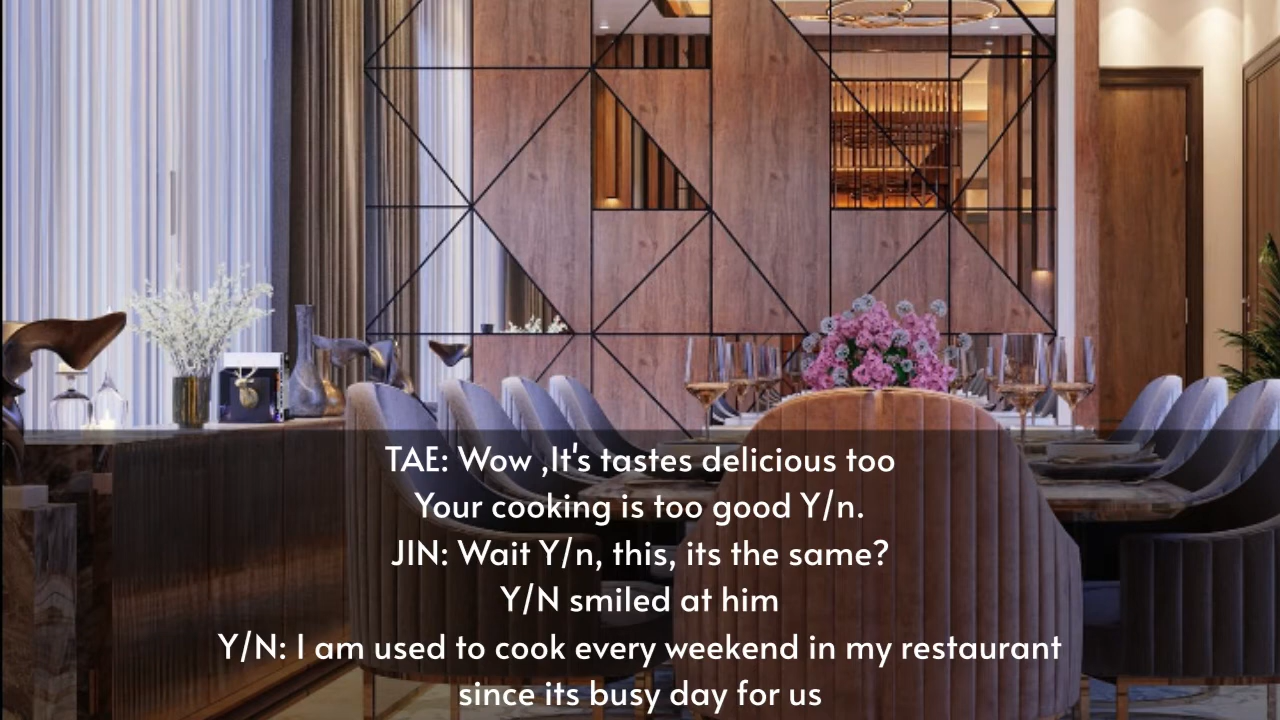 TAE: Wow ,It's tastes delicious too
Your cooking is too good Y/n.
JIN: Wait Y/n, this, its the same?
Y/N smiled at him
Y/N: I am used to cook every weekend in my restaurant
since its busy day for us